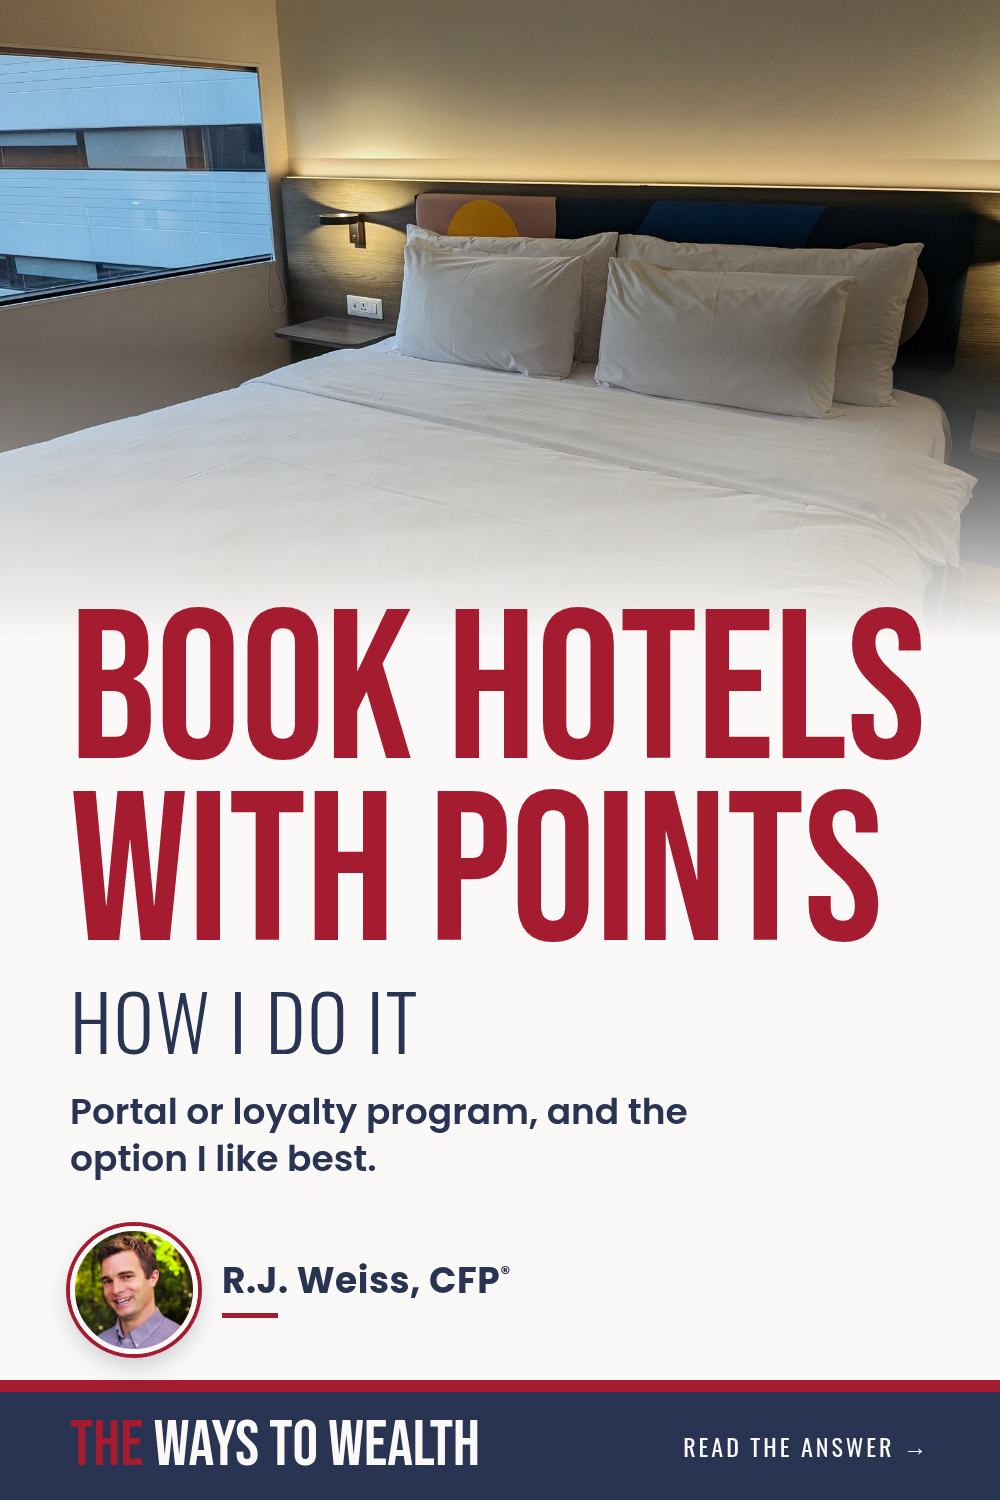 BOOK HOTELS
WITH POINTS
HOW I DO IT
Portal or loyalty program, and the
option I like best.
R.J. Weiss, CFP®
THE WAYS TO WEALTH
READ THE ANSWER →